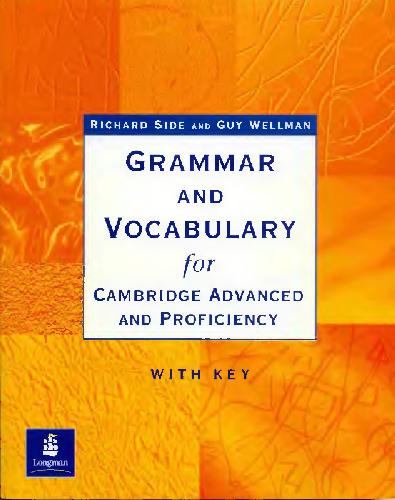 RICHARD SIDE AND GUY WELLMAN
GRAMMAR
AND
VOCABULARY
for
CAMBRIDGE ADVANCED
AND PROFICIENCY
WITH KEY
Longman